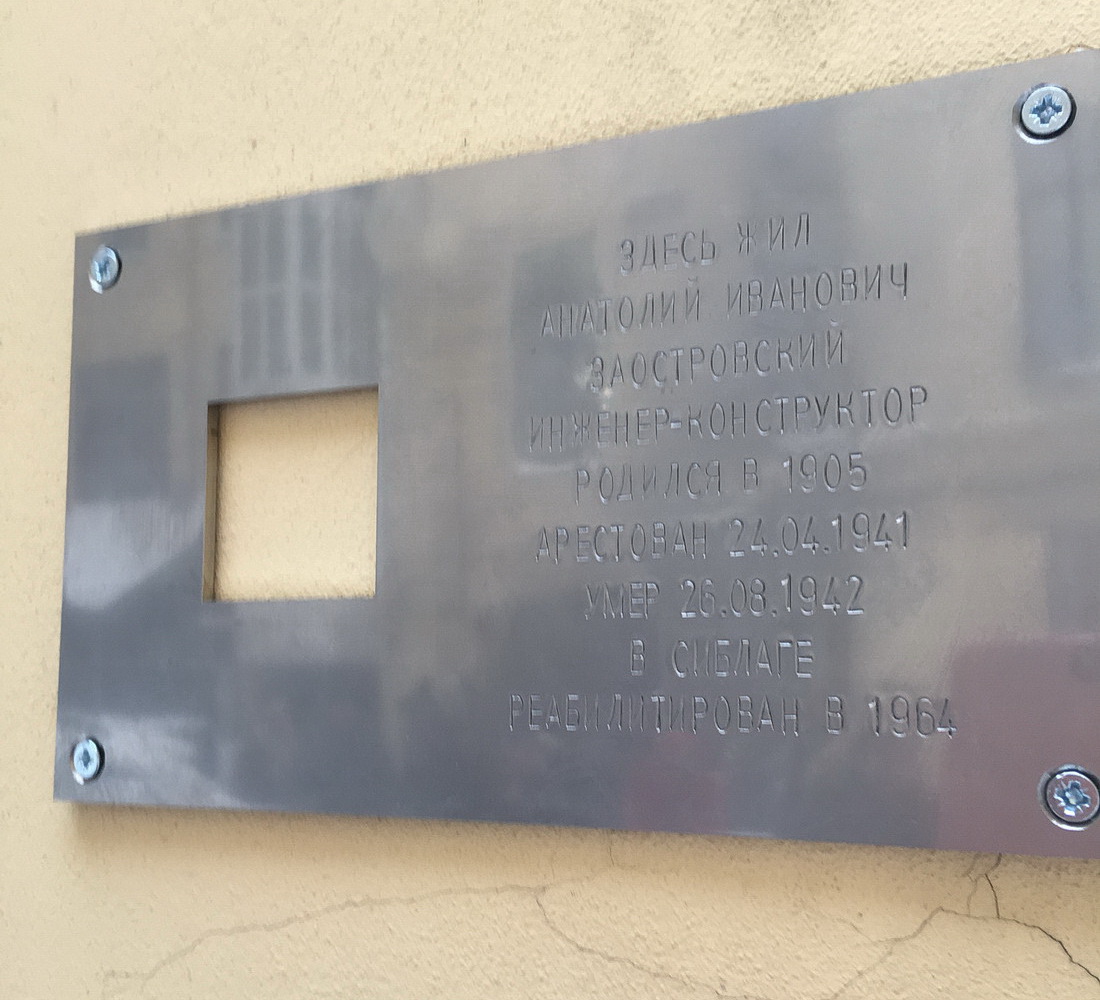 ЗДЕСЬ ЖИЛ
АНАТОЛИЙ ИВАНОВИЧ
ЗАОСТРОВСКИЙ
ИНЖЕНЕР-КОНСТРУКТОР
РОДИЛСЯ В 1905
АРЕСТОВАН 24.04.1941
УМЕР 26.08.1942
В СИБЛАГЕ
РЕАБИЛИТИРОВАН В 1964